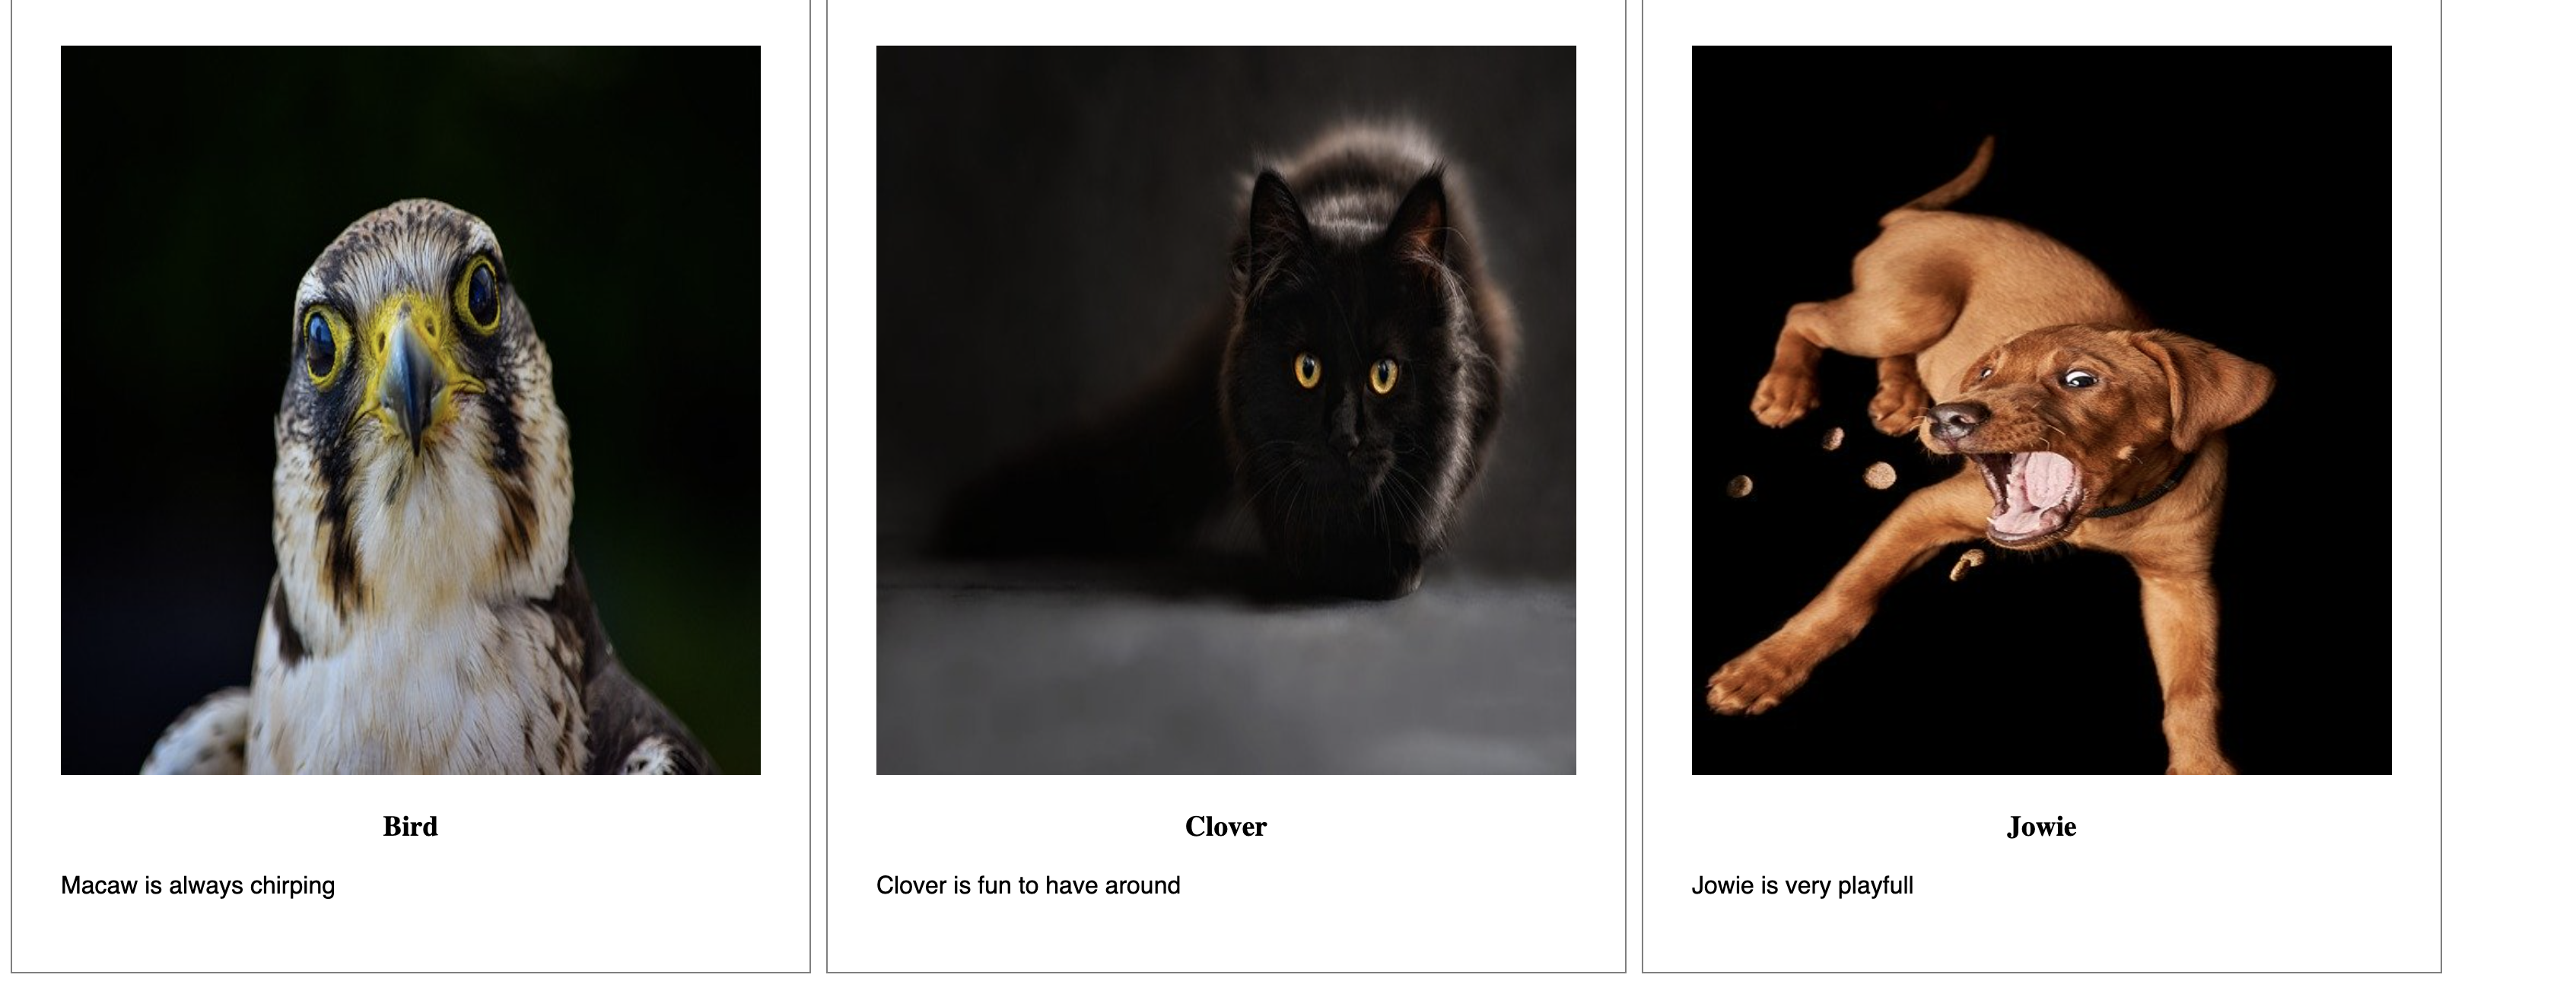 Bird
Macaw is always chirping
Clover
Clover is fun to have around
Jowie
Jowie is very playfull